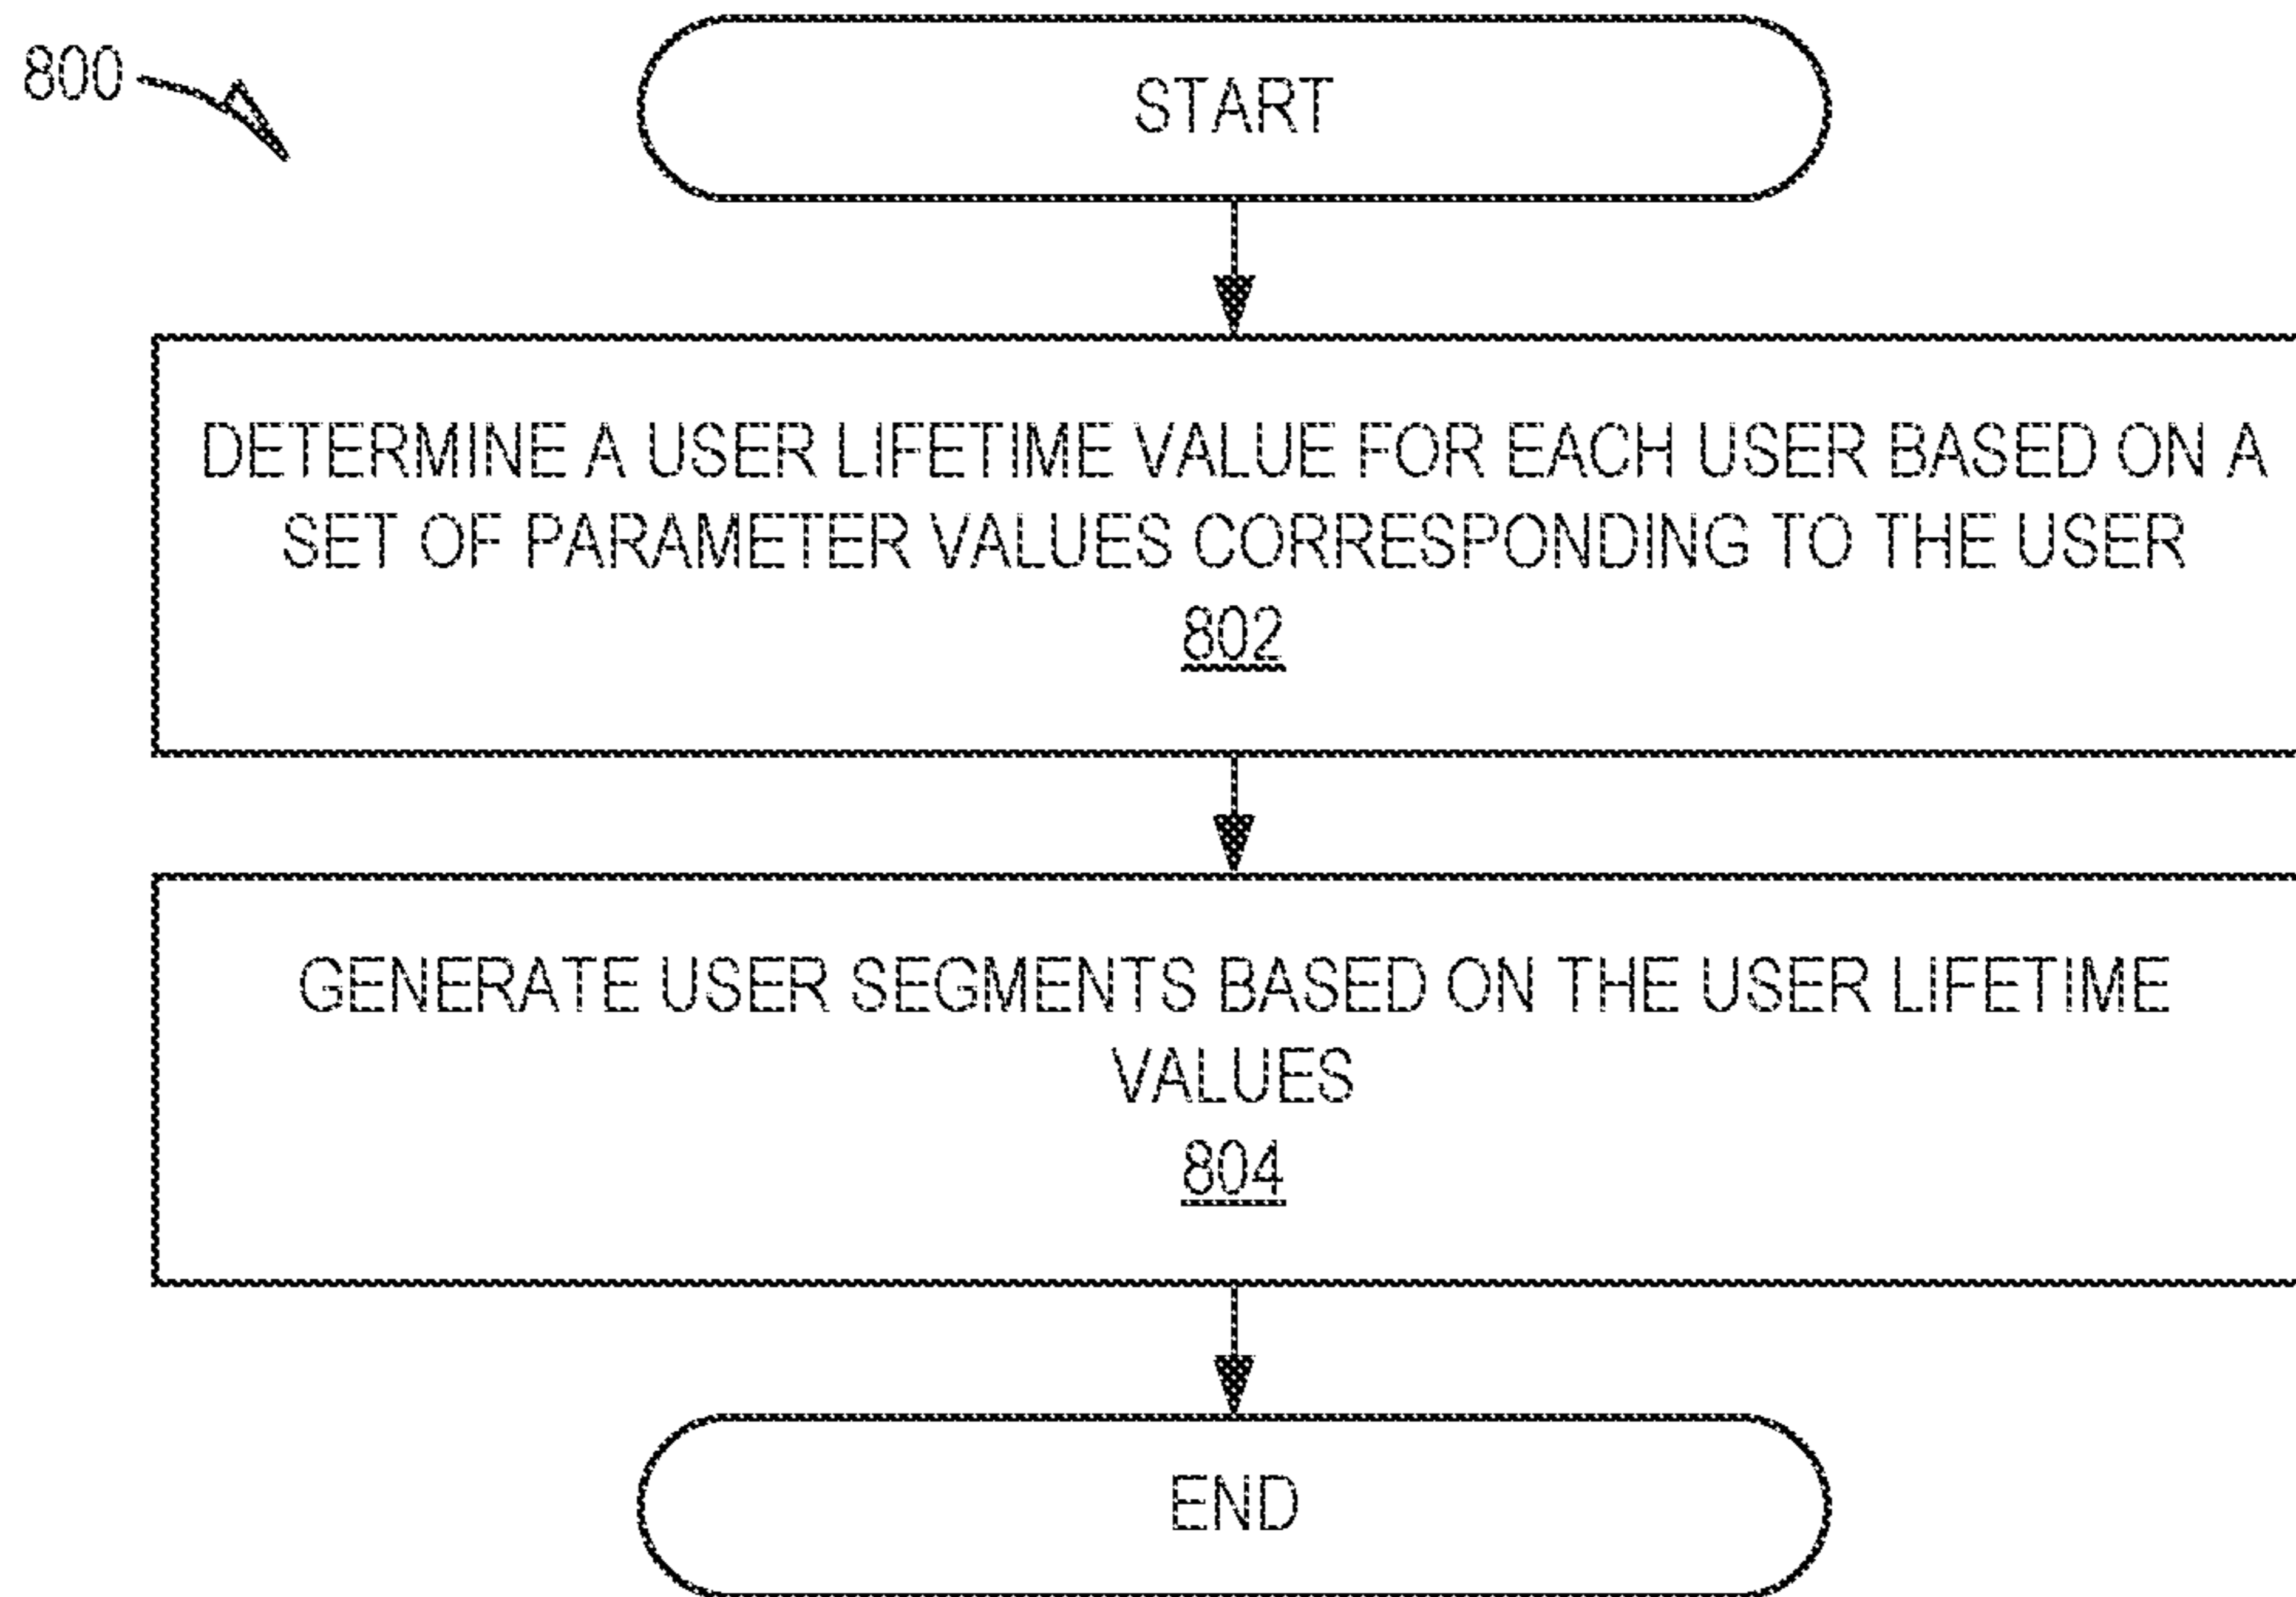 800
START
DETERMINE A USER LIFETIME VALUE FOR EACH USER BASED ON A
SET OF PARAMETER VALUES CORRESPONDING TO THE USER
802
GENERATE USER SEGMENTS BASED ON THE USER LIFETIME
VALUES
804
END